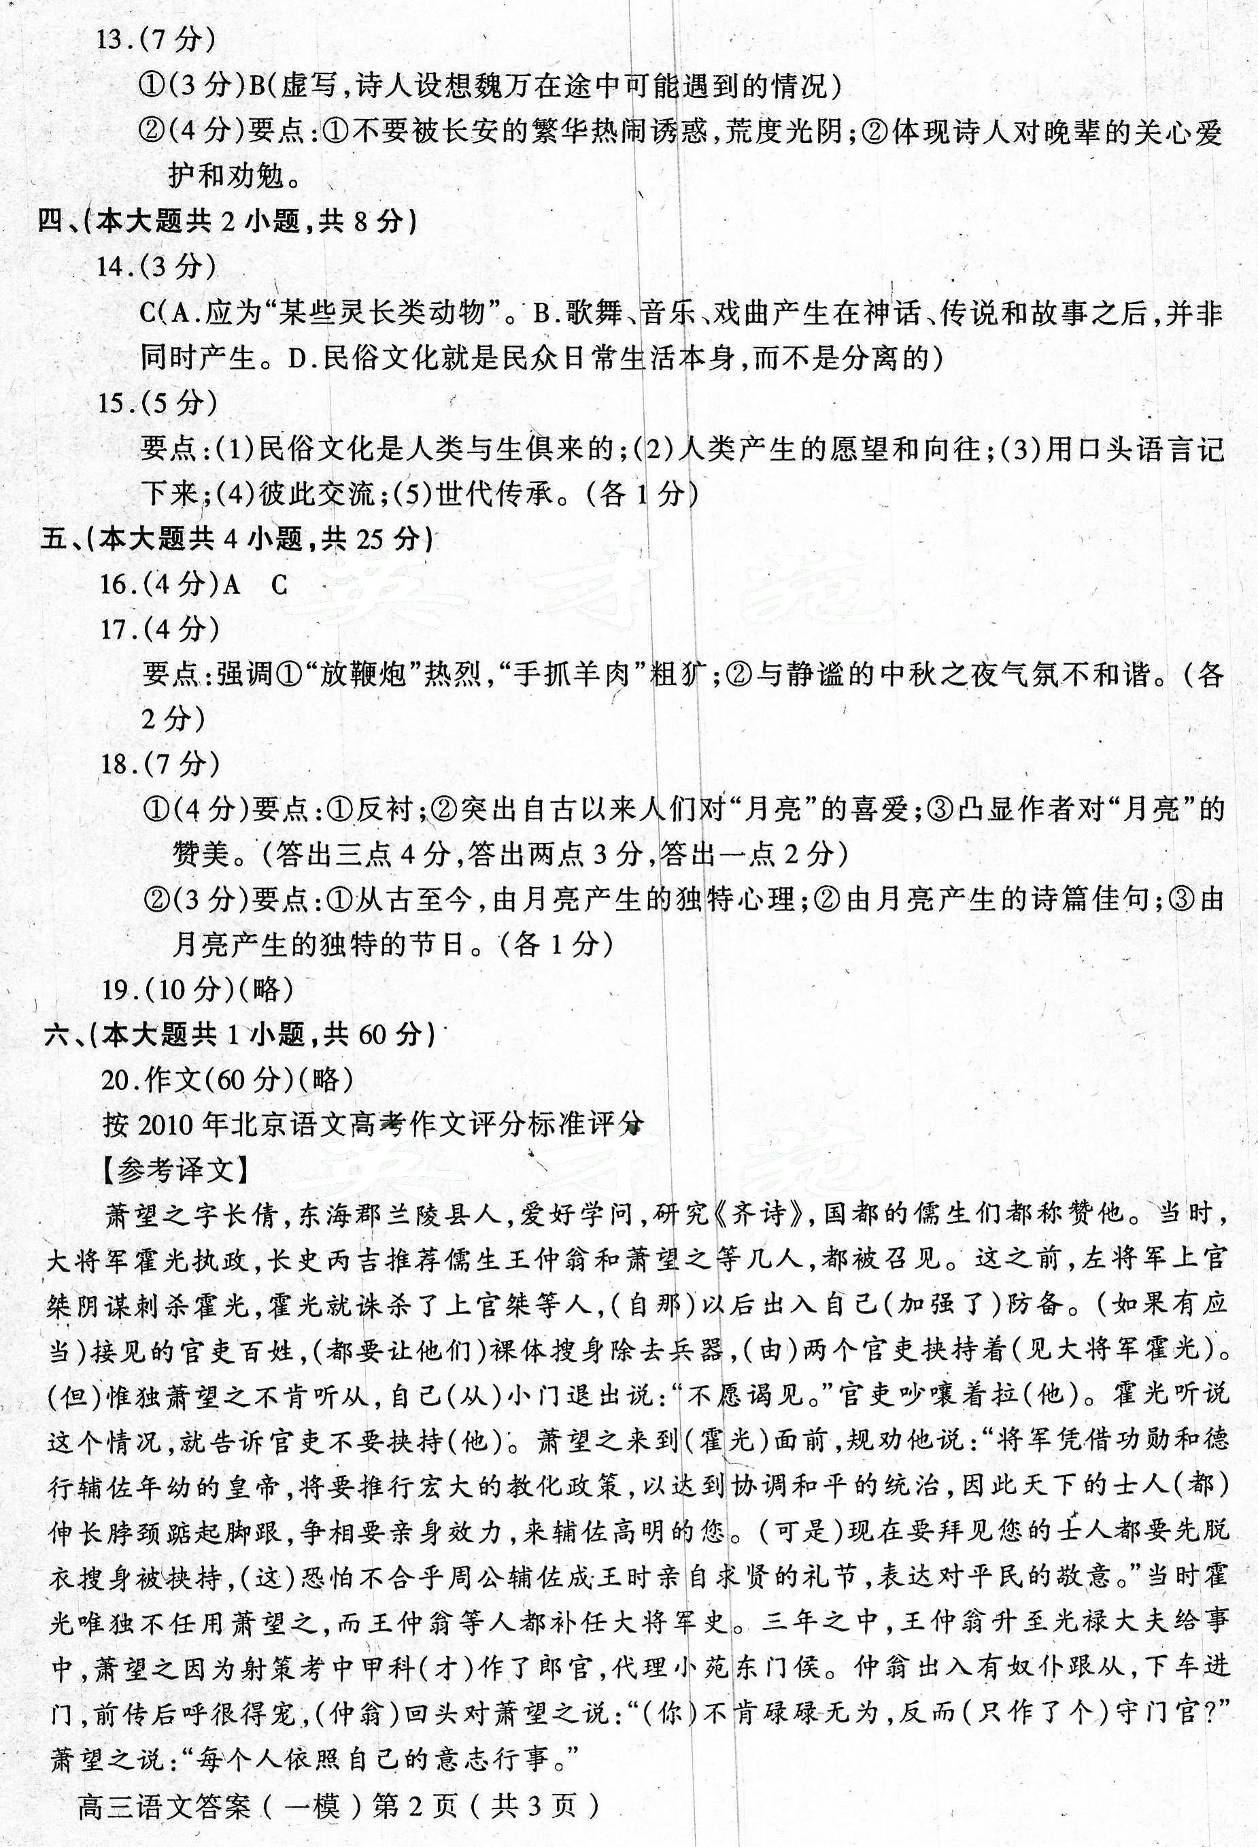 13.(7分)
①(3分)B(虚写,诗人设想魏万在途中可能遇到的情况)
②(4分)要点:①不要被长安的繁华热闹诱惑,荒度光阴;②体现诗人对晚辈的关心爱
护和劝勉。
四、(本大题共2小题,共8分)
14.(3分)
C(A.应为“某些灵长类动物”。B.歌舞、音乐、戏曲产生在神话、传说和故事之后,并非
同时产生。D.民俗文化就是民众日常生活本身,而不是分离的)
15.(5分)
要点:(1)民俗文化是人类与生俱来的;(2)人类产生的愿望和向往;(3)用口头语言记
下来;(4)彼此交流;(5)世代传承。(各1分)
五、(本大题共4小题,共25分)
16.(4分)A C
17.(4分)
要点:强调①“放鞭炮”热烈,“手抓羊肉”粗犷;②与静谧的中秋之夜气氛不和谐。(各
2分)
18.(7分)
①(4分)要点:①反衬;②突出自古以来人们对“月亮”的喜爱;③凸显作者对“月亮”的
赞美。(答出三点4分,答出两点3分,答出一点2分)
②(3分)要点:①从古至今,由月亮产生的独特心理;②由月亮产生的诗篇佳句;③由
月亮产生的独特的节日。(各1分)
19.(10分)(略)
六、(本大题共1小题,共60分)
20.作文(60分)(略)
按2010年北京语文高考作文评分标准评分
【参考译文】
萧望之字长倩,东海郡兰陵县人,爱好学问,研究《齐诗》,国都的儒生们都称赞他。当时,
大将军霍光执政,长史丙吉推荐儒生王仲翁和萧望之等几人,都被召见。这之前,左将军上官
桀阴谋刺杀霍光,霍光就诛杀了上官桀等人,(自那)以后出入自己(加强了)防备。(如果有应
当)接见的官吏百姓,(都要让他们)裸体搜身除去兵器,(由)两个官吏挟持着(见大将军霍光)。
(但)惟独萧望之不肯听从,自己(从)小门退出说:“不愿谒见。”官吏吵嚷着拉(他)。霍光听说
这个情况,就告诉官吏不要挟持(他)。萧望之来到(霍光)面前,规劝他说:“将军凭借功勋和德
行辅佐年幼的皇帝,将要推行宏大的教化政策,以达到协调和平的统治,因此天下的士人(都)
伸长脖颈踮起脚跟,争相要亲身效力,来辅佐高明的您。(可是)现在要拜见您的士人都要先脱
衣搜身被挟持,(这)恐怕不合乎周公辅佐成王时亲自求贤的礼节,表达对平民的敬意。”当时霍
光唯独不任用萧望之,而王仲翁等人都补任大将军史。三年之中,王仲翁升至光禄大夫给事
中,萧望之因为射策考中甲科(才)作了郎官,代理小苑东门侯。仲翁出入有奴仆跟从,下车进
门,前传后呼很得宠,(仲翁)回头对萧望之说:“(你)不肯碌碌无为,反而(只作了个)守门官?”
萧望之说:“每个人依照自己的意志行事。”
高三语文答案(一模)第2页(共3页)